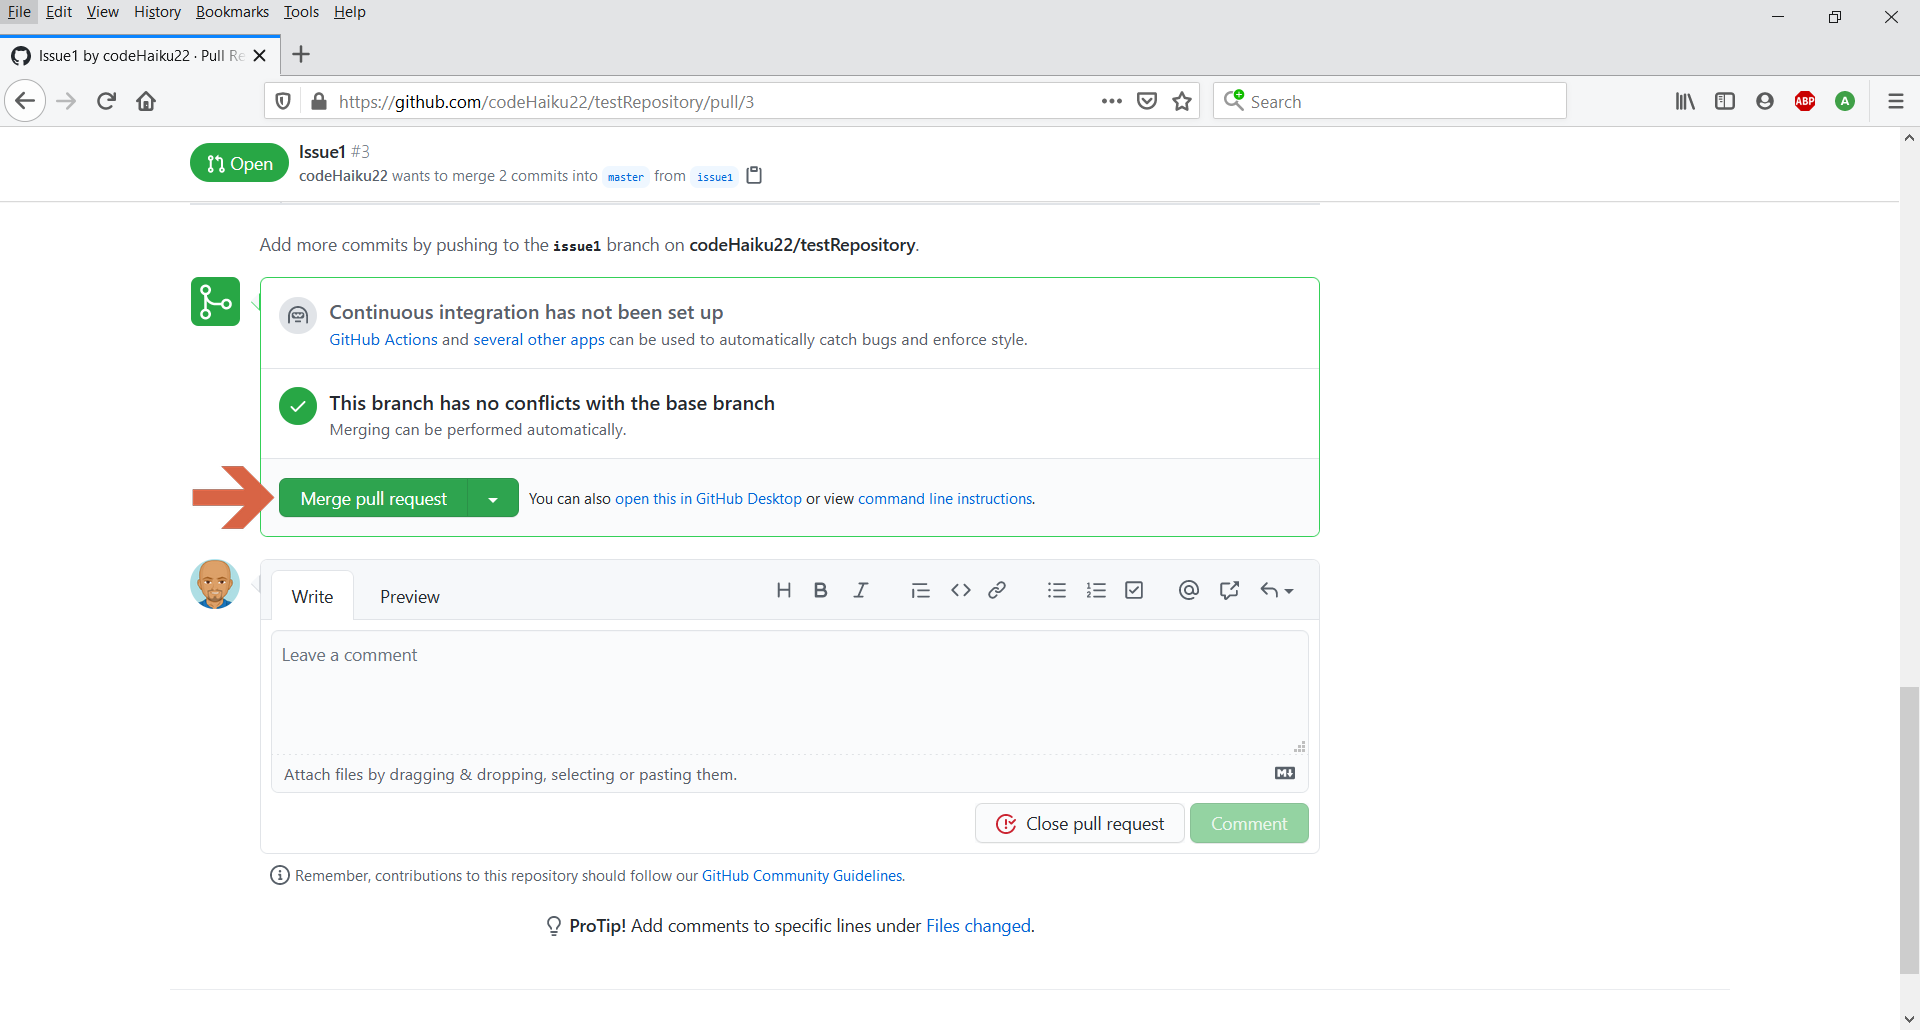 File Edit View History Bookmarks Tools Help
Issue1 by codeHaiku22 · Pull Re
https://github.com/codeHaiku22/testRepository/pull/3
Search
ABP
A
Open
Issue1 #3
codeHaiku22 wants to merge 2 commits into master from issue1
Add more commits by pushing to the issue1 branch on codeHaiku22/testRepository.
Continuous integration has not been set up
GitHub Actions and several other apps can be used to automatically catch bugs and enforce style.
This branch has no conflicts with the base branch
Merging can be performed automatically.
Merge pull request
You can also open this in GitHub Desktop or view command line instructions.
Write Preview
Leave a comment
Attach files by dragging & dropping, selecting or pasting them.
Close pull request Comment
Remember, contributions to this repository should follow our GitHub Community Guidelines.
ProTip! Add comments to specific lines under Files changed.